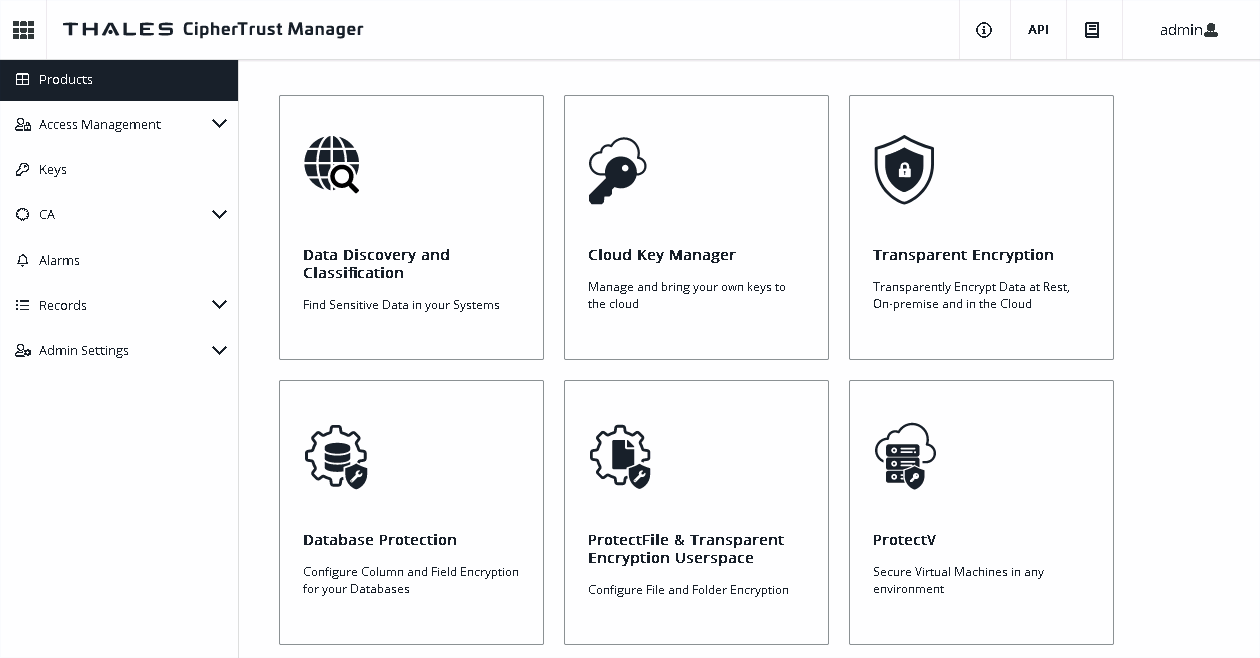 THALES CipherTrust Manager
API
admin
Products
Access Management
Keys
CA
Alarms
Records
Admin Settings
Data Discovery and
Classification
Find Sensitive Data in your Systems
Cloud Key Manager
Manage and bring your own keys to
the cloud
Transparent Encryption
Transparently Encrypt Data at Rest,
On-premise and in the Cloud
Database Protection
Configure Column and Field Encryption
for your Databases
ProtectFile & Transparent
Encryption Userspace
Configure File and Folder Encryption
ProtectV
Secure Virtual Machines in any
environment